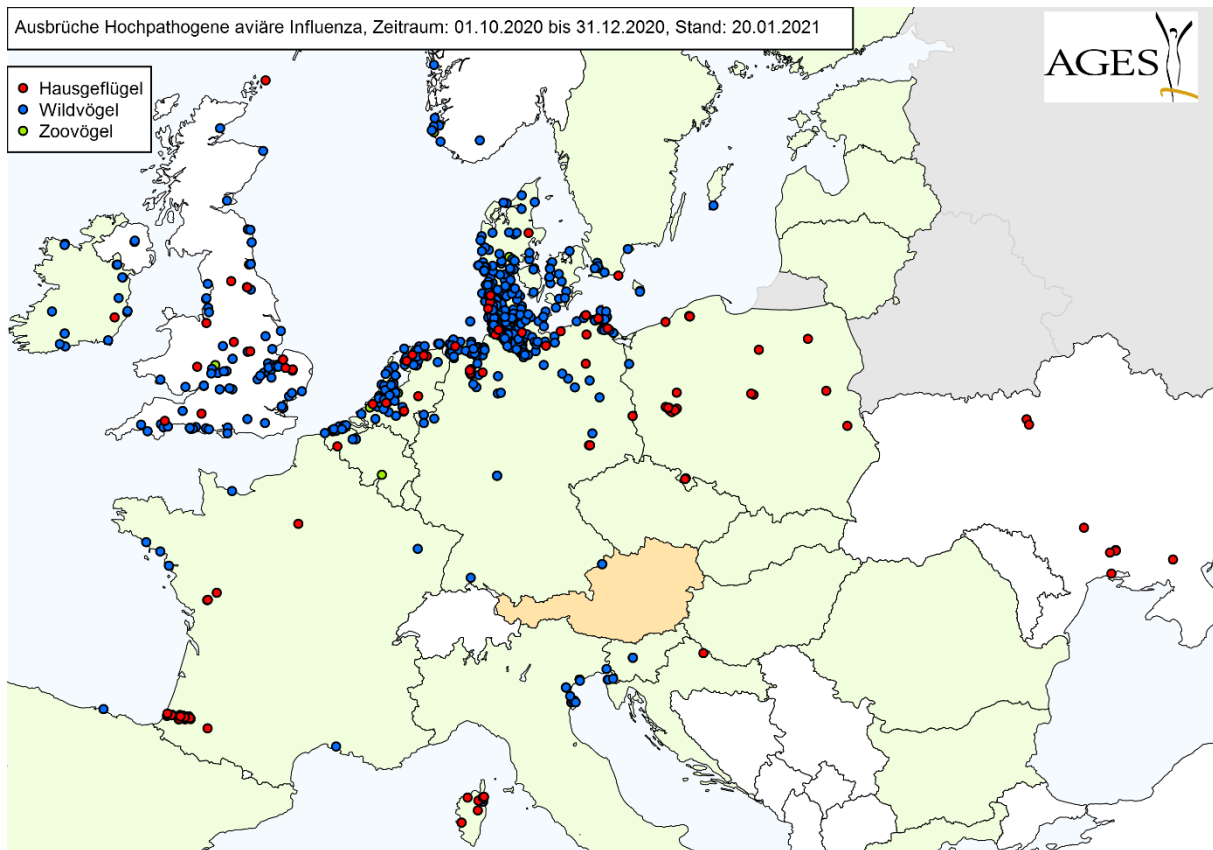 Ausbrüche Hochpathogene aviäre Influenza, Zeitraum: 01.10.2020 bis 31.12.2020, Stand: 20.01.2021
AGES
Hausgeflügel
Wildvögel
Zoovögel